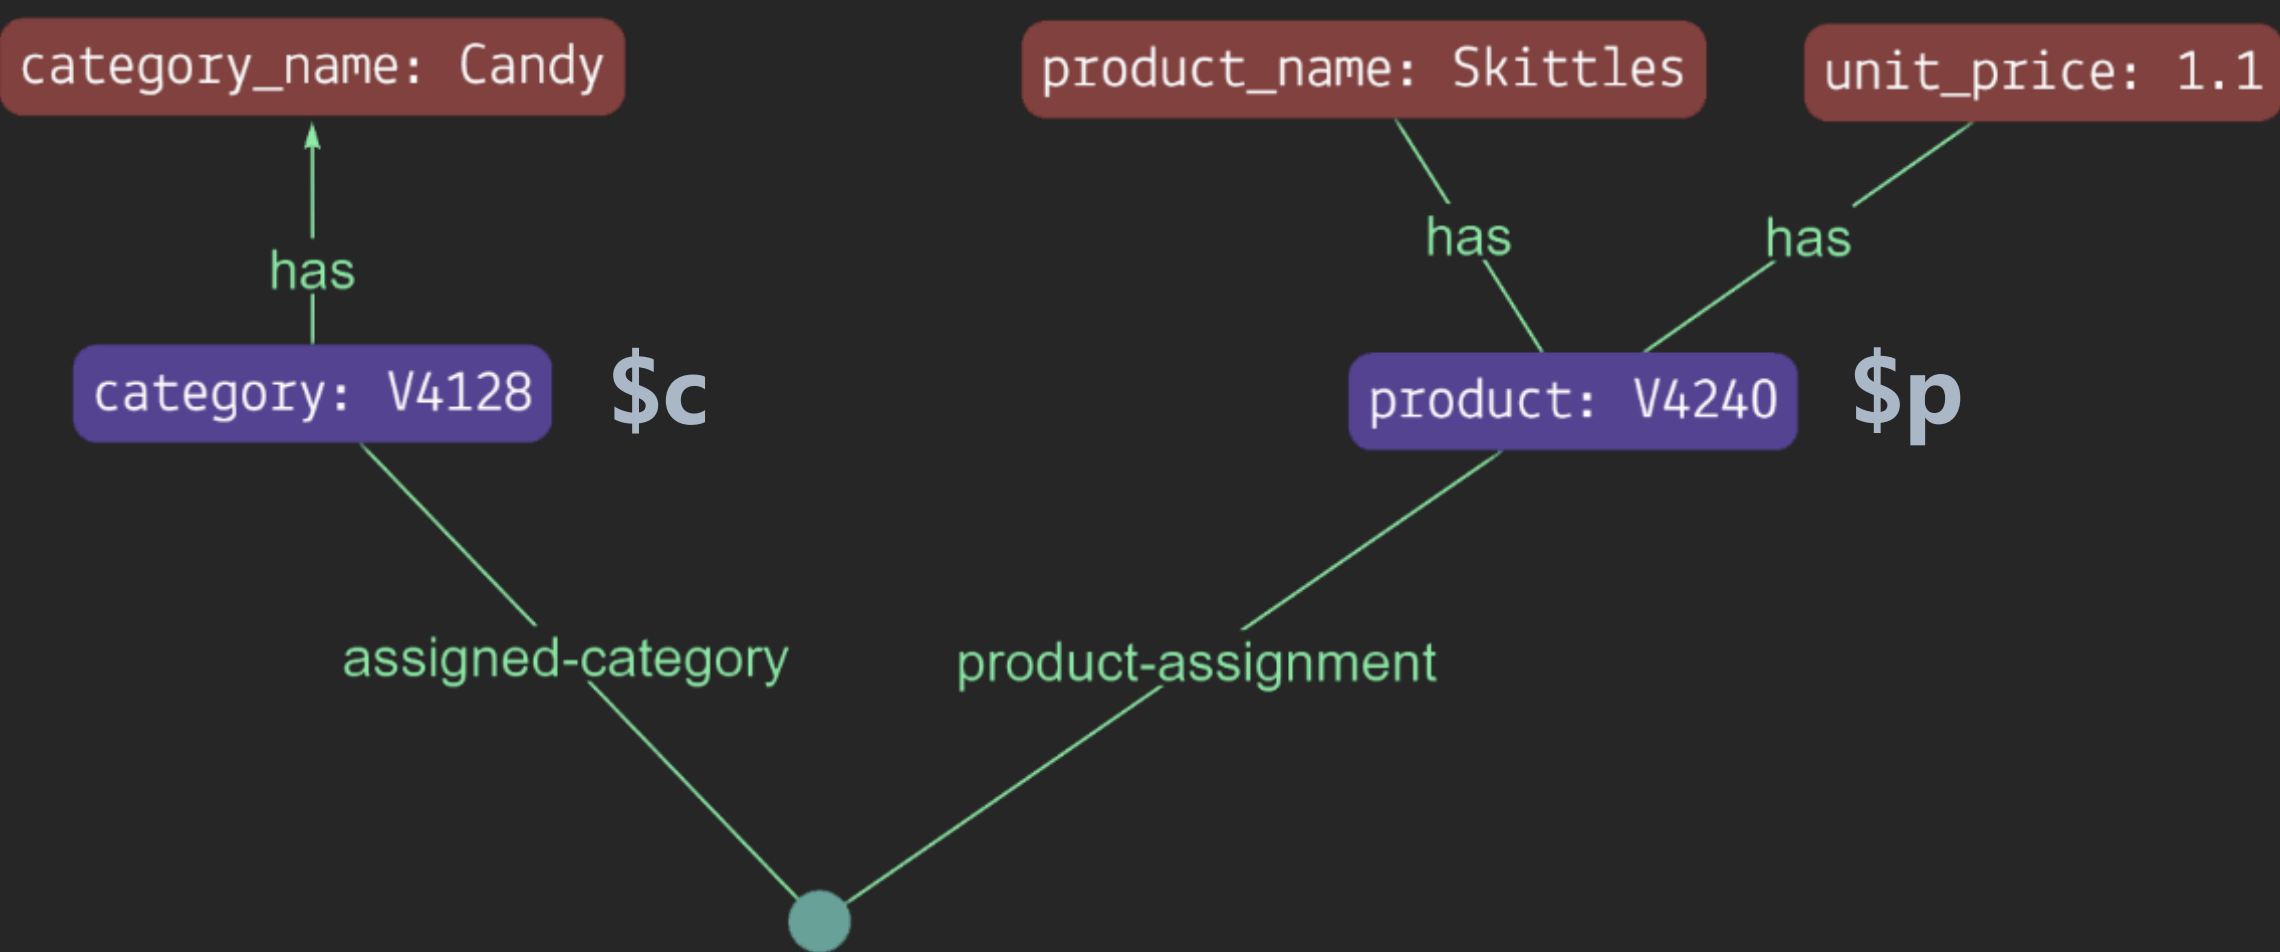 category_name: Candy
product_name: Skittles
unit_price: 1.1
has
has
has
category: V4128
$c
product: V4240
$p
assigned-category
product-assignment